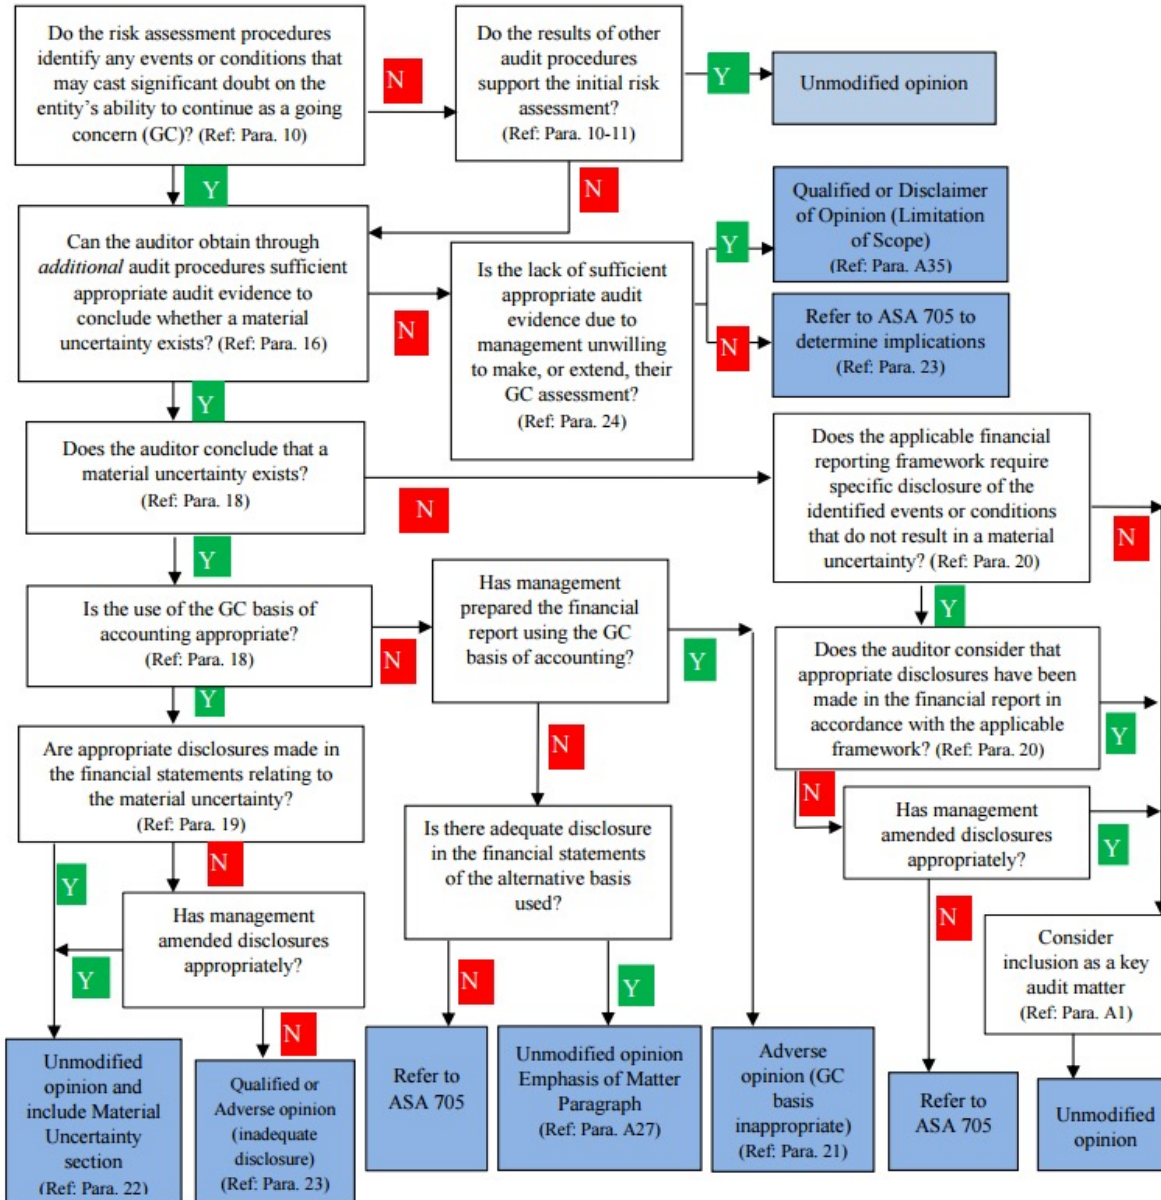 Do the risk assessment procedures
identify any events or conditions that
may cast significant doubt on the
entity's ability to continue as a going
concern (GC)? (Ref: Para. 10)
N
Do the results of other
audit procedures
support the initial risk
assessment?
(Ref: Para. 10-11)
Y
Unmodified opinion
Y
N
Can the auditor obtain through
additional audit procedures sufficient
appropriate audit evidence to
conclude whether a material
uncertainty exists? (Ref: Para. 16)
N
Is the lack of sufficient
appropriate audit
evidence due to
management unwilling
to make, or extend, their
GC assessment?
(Ref: Para. 24)
Y
Qualified or Disclaimer
of Opinion (Limitation
of Scope)
(Ref: Para. A35)
N
Refer to ASA 705 to
determine implications
(Ref: Para. 23)
Y
Does the auditor conclude that a
material uncertainty exists?
(Ref: Para. 18)
N
Does the applicable financial
reporting framework require
specific disclosure of the
identified events or conditions
that do not result in a material
uncertainty? (Ref: Para. 20)
N
Y
Y
Is the use of the GC basis of
accounting appropriate?
(Ref: Para. 18)
N
Has management
prepared the financial
report using the GC
basis of accounting?
Y
Does the auditor consider that
appropriate disclosures have been
made in the financial report in
accordance with the applicable
framework? (Ref: Para. 20)
Y
N
Y
Are appropriate disclosures made in
the financial statements relating to
the material uncertainty?
(Ref: Para. 19)
Y
N
N
Is there adequate disclosure
in the financial statements
of the alternative basis
used?
Has management
amended disclosures
appropriately?
Y
N
Has management
amended disclosures
appropriately?
Y
N
N
Y
Consider
inclusion as a key
audit matter
(Ref: Para. A1)
Unmodified
opinion and
include Material
Uncertainty
section
(Ref: Para. 22)
Qualified or
Adverse opinion
(inadequate
disclosure)
(Ref: Para. 23)
Refer to
ASA 705
Unmodified opinion
Emphasis of Matter
Paragraph
(Ref: Para. A27)
Adverse
opinion (GC
basis
inappropriate)
(Ref: Para. 21)
Refer to
ASA 705
Unmodified
opinion